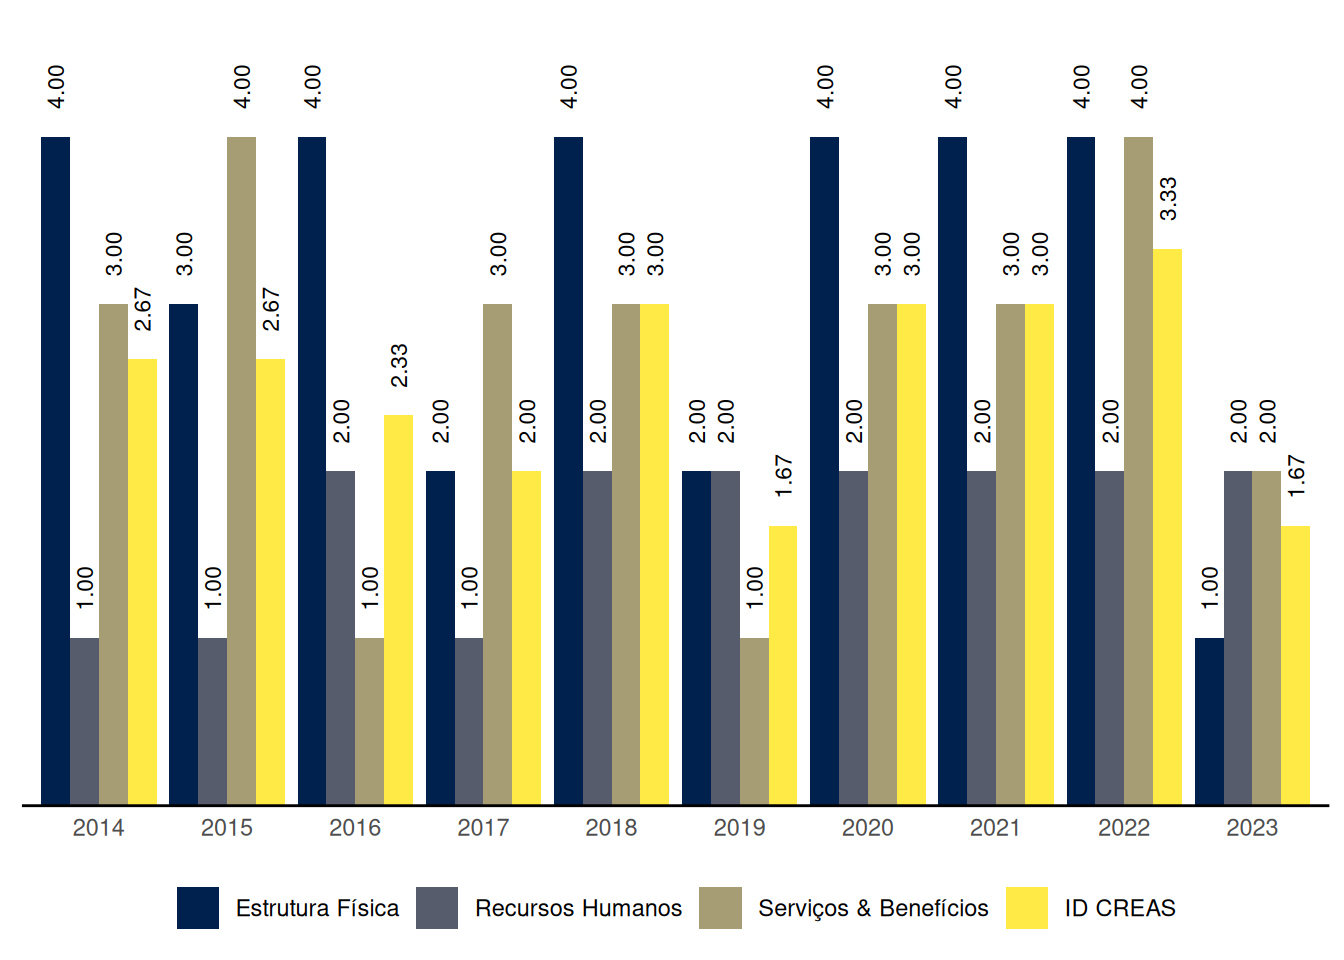 4.00 4.00 4.00 4.00 4.00 4.00 4.00 4.00
3.33
3.00 3.00 3.00 3.00 3.00 3.00 3.00 3.00 3.00
2.67 2.67
2.33
2.00 2.00 2.00 2.00 2.00 2.00 2.00 2.00 2.00 2.00 2.00
1.67 1.67
1.00 1.00 1.00 1.00 1.00 1.00
2014 2015 2016 2017 2018 2019 2020 2021 2022 2023
Estrutura Física Recursos Humanos Serviços & Benefícios ID CREAS